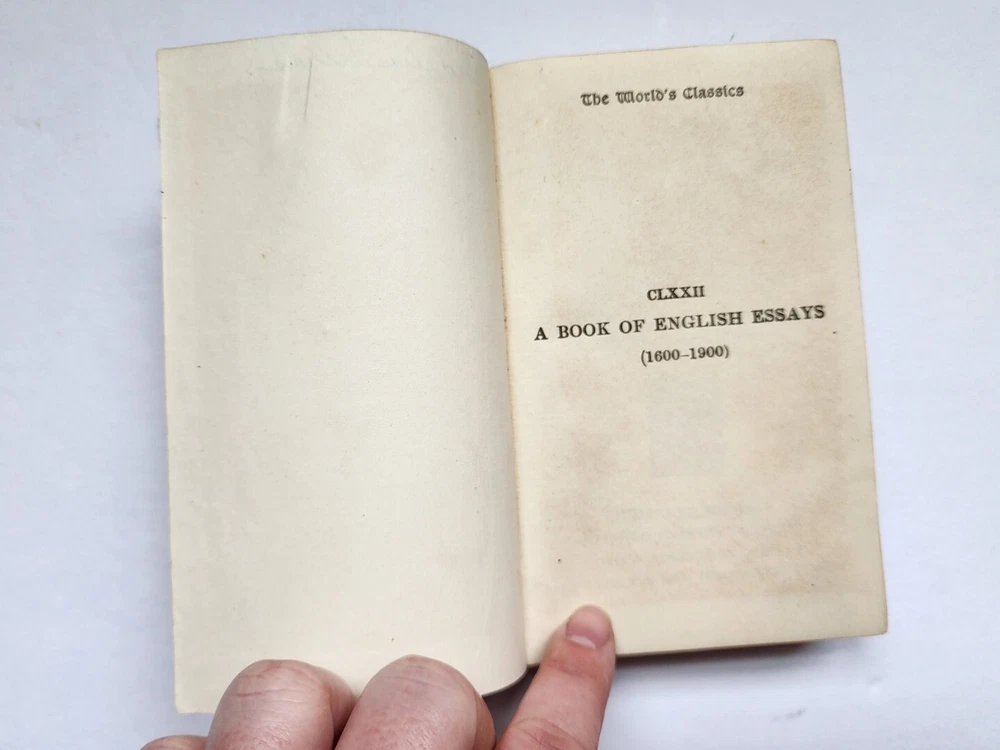 The World's Classics
CLXXII
A BOOK OF ENGLISH ESSAYS
(1600–1900)